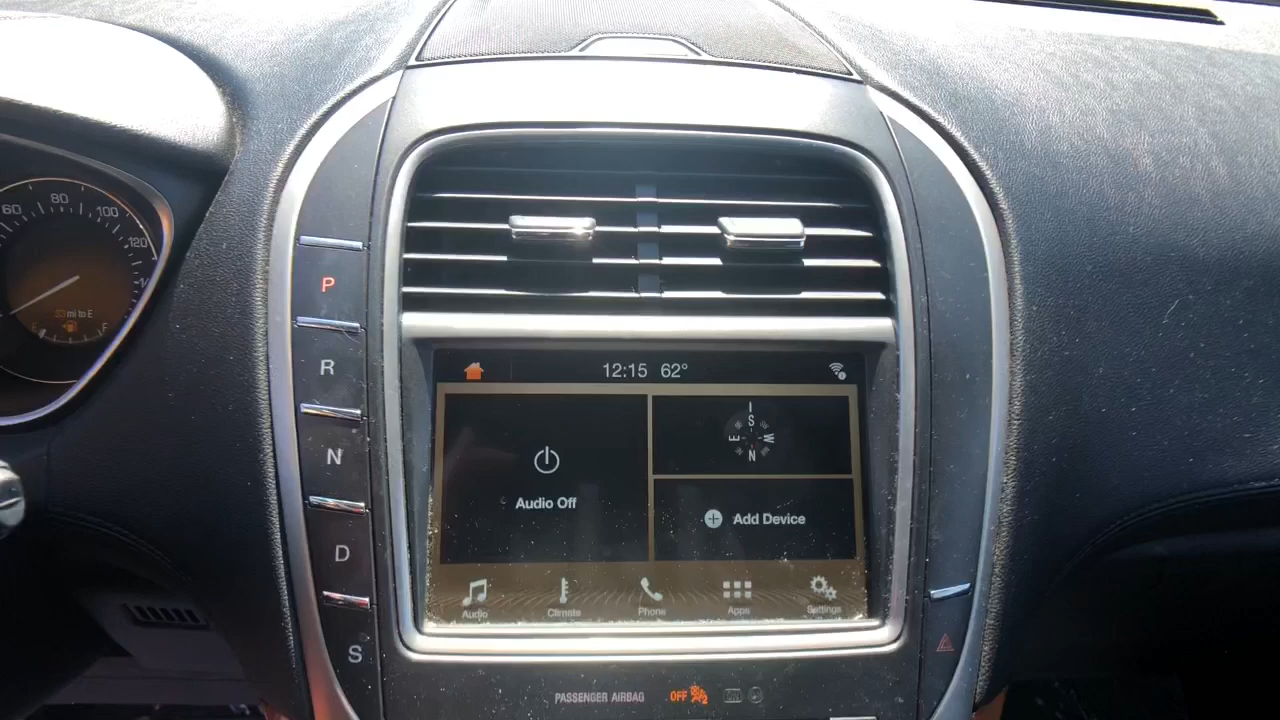 60 80 100 120
53 mi to E
E F
P
R
N
D
S
12:15 62°
S
E W
N
Audio Off
Add Device
Audio Climate Phone Apps Settings
PASSENGER AIRBAG OFF